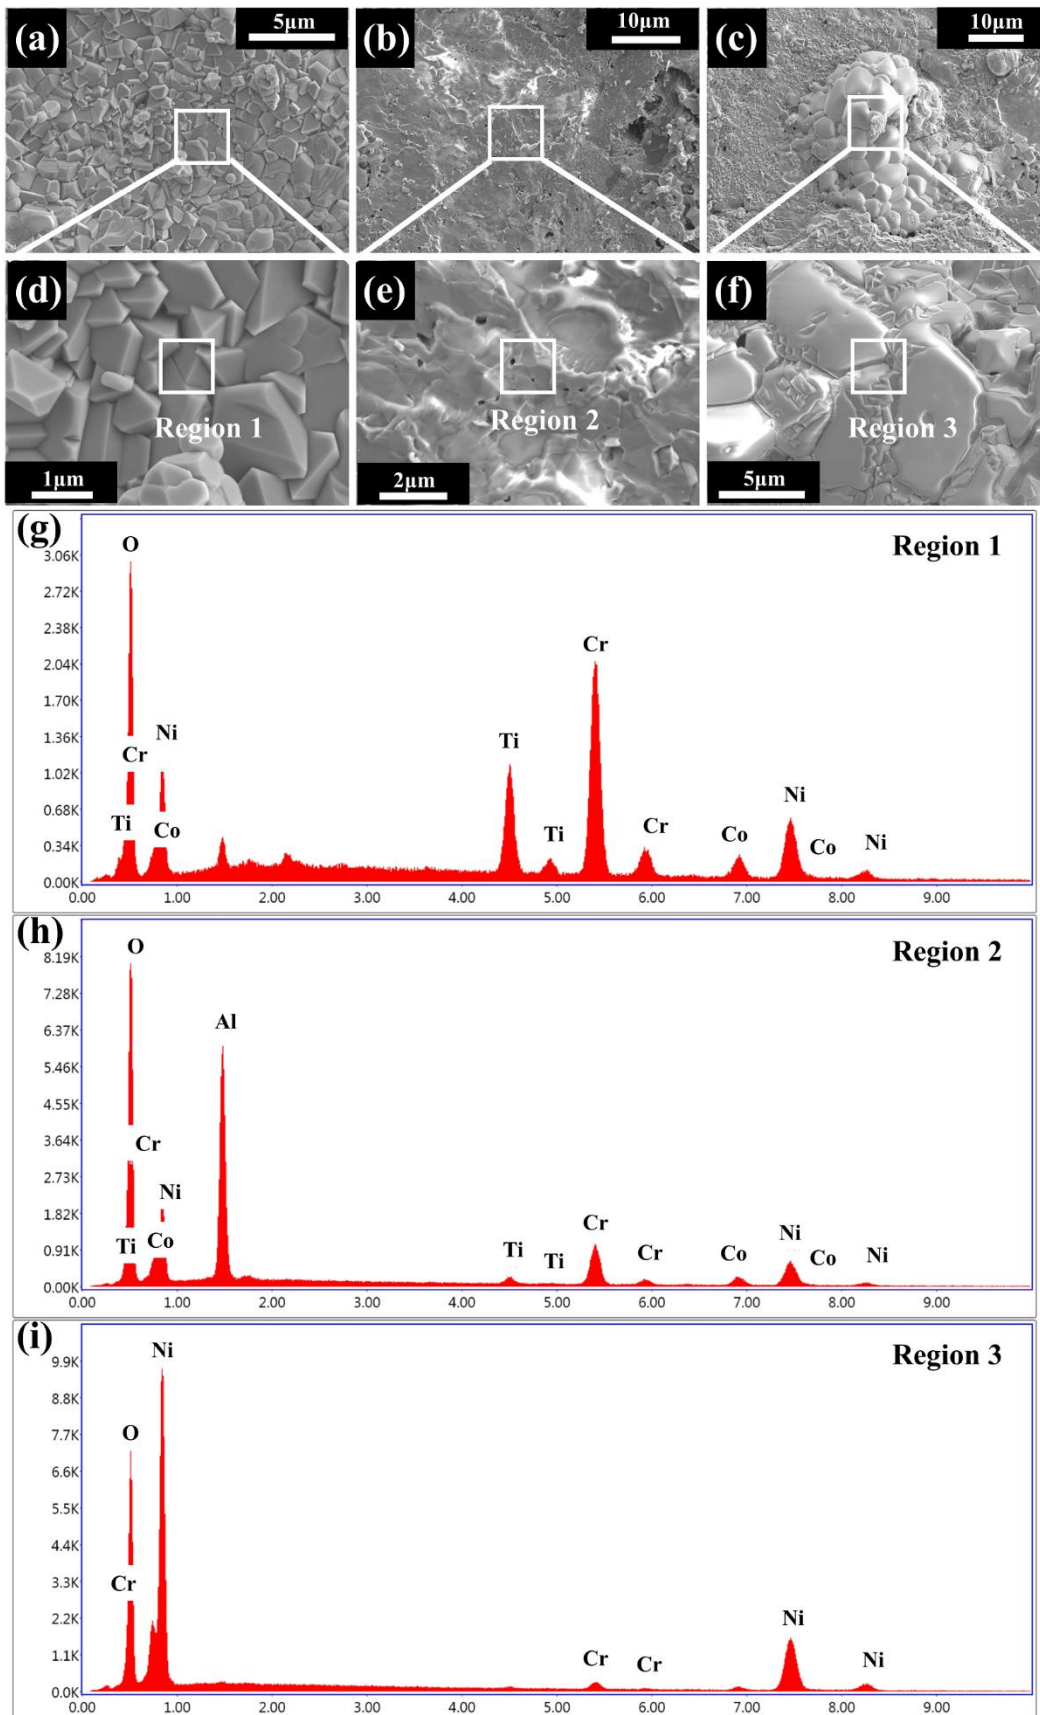 (a) 5μm (b) 10μm (c) 10μm
(d) Region 1 1μm (e) Region 2 2μm (f) Region 3 5μm
(g) Region 1
O
3.06K
2.72K
2.38K
Cr
2.04K
1.70K
Ni
1.36K
Cr Ti
1.02K
Ni
0.68K
Ti Co Ti Cr Co Co Ni
0.34K
0.00K
0.00 1.00 2.00 3.00 4.00 5.00 6.00 7.00 8.00 9.00
(h) Region 2
O
8.19K
7.28K
Al
6.37K
5.46K
4.55K
3.64K
Cr
2.73K
Ni
1.82K
Ti Co Ti Ti Cr Cr Co Ni Co Ni
0.91K
0.00K
0.00 1.00 2.00 3.00 4.00 5.00 6.00 7.00 8.00 9.00
(i) Region 3
Ni
9.9K
8.8K
O
7.7K
6.6K
5.5K
4.4K
3.3K
Cr
2.2K
Ni
1.1K
Cr Cr Ni
0.0K
0.00 1.00 2.00 3.00 4.00 5.00 6.00 7.00 8.00 9.00